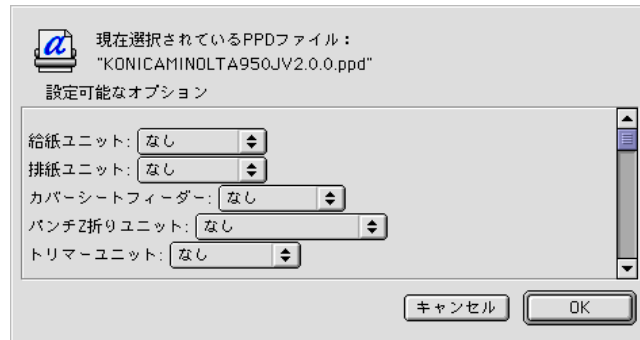 現在選択されているPPDファイル：
"KONICAMINOLTA950JV2.0.0.ppd"
設定可能なオプション
給紙ユニット: なし
排紙ユニット: なし
カバーシートフィーダー: なし
パンチZ折りユニット: なし
トリマーユニット: なし
キャンセル OK